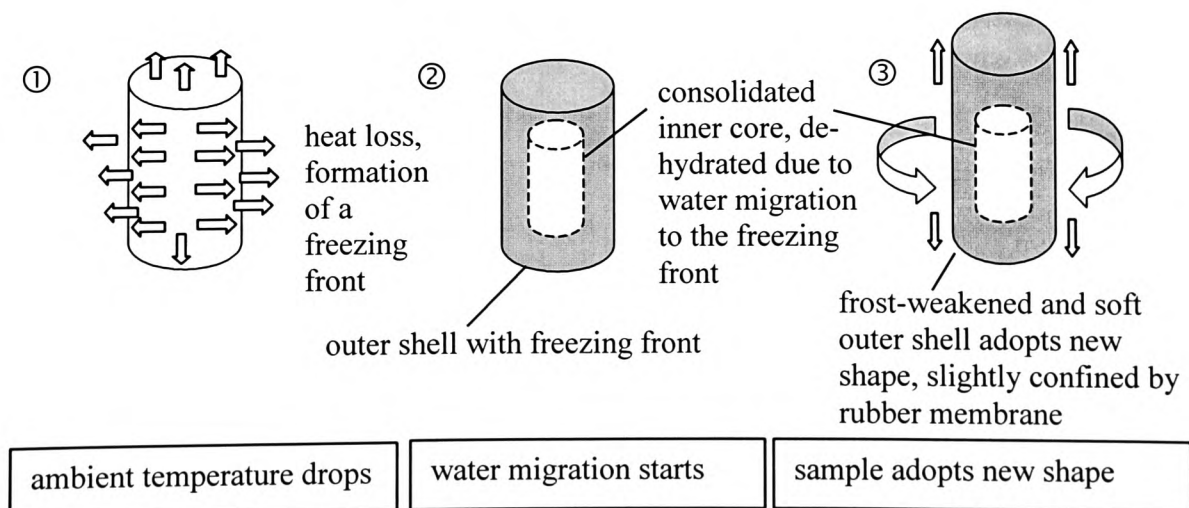 ①
heat loss,
formation
of a
freezing
front
②
outer shell with freezing front
consolidated
inner core, de-
hydrated due to
water migration
to the freezing
front
③
frost-weakened and soft
outer shell adopts new
shape, slightly confined by
rubber membrane
ambient temperature drops
water migration starts
sample adopts new shape